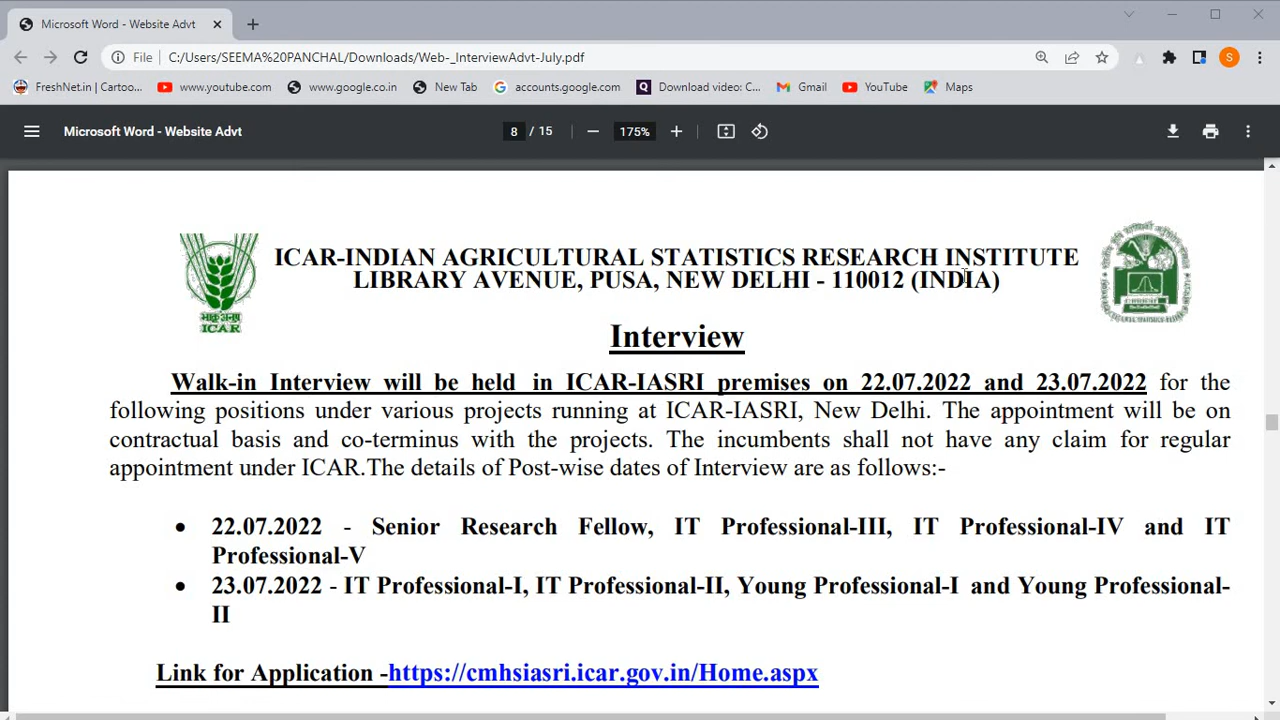 Microsoft Word - Website Advt
File C:/Users/SEEMA%20PANCHAL/Downloads/Web-_InterviewAdvt-July.pdf
S
FreshNet.in | Cartoo... www.youtube.com www.google.co.in New Tab accounts.google.com Download video: C... Gmail YouTube Maps
Microsoft Word - Website Advt 8 / 15 175%
ICAR-INDIAN AGRICULTURAL STATISTICS RESEARCH INSTITUTE
LIBRARY AVENUE, PUSA, NEW DELHI - 110012 (INDIA)
ICAR
Interview
Walk-in Interview will be held in ICAR-IASRI premises on 22.07.2022 and 23.07.2022 for the
following positions under various projects running at ICAR-IASRI, New Delhi. The appointment will be on
contractual basis and co-terminus with the projects. The incumbents shall not have any claim for regular
appointment under ICAR.The details of Post-wise dates of Interview are as follows:-
• 22.07.2022 - Senior Research Fellow, IT Professional-III, IT Professional-IV and IT
Professional-V
• 23.07.2022 - IT Professional-I, IT Professional-II, Young Professional-I and Young Professional-
II
Link for Application -https://cmhsiasri.icar.gov.in/Home.aspx